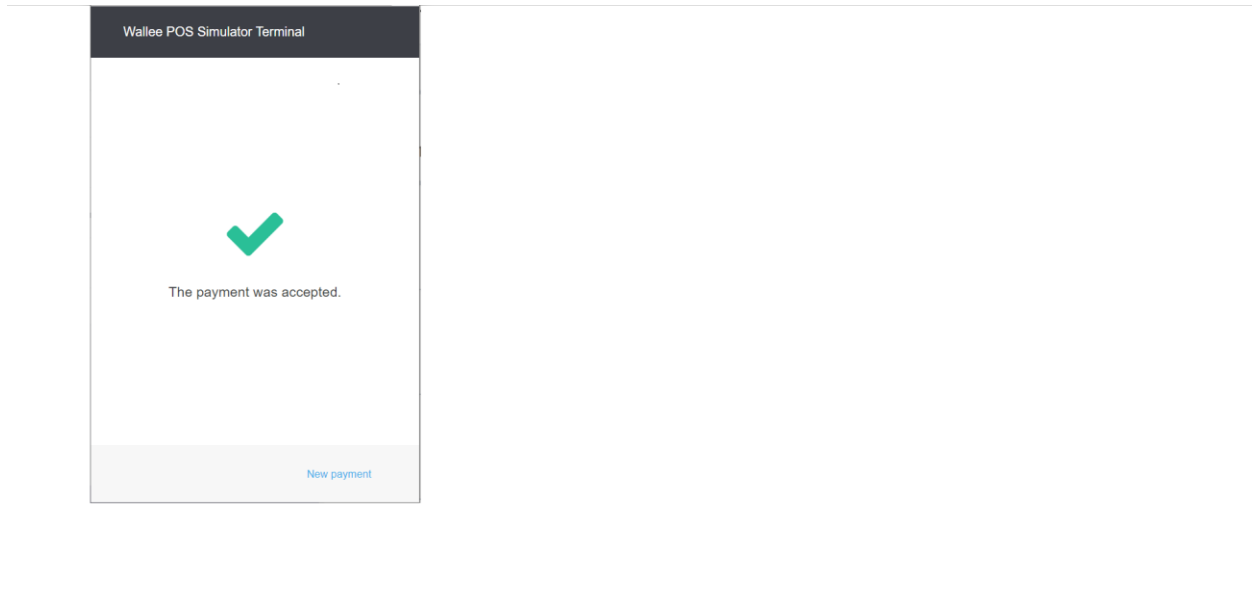 Wallee POS Simulator Terminal
The payment was accepted.
New payment